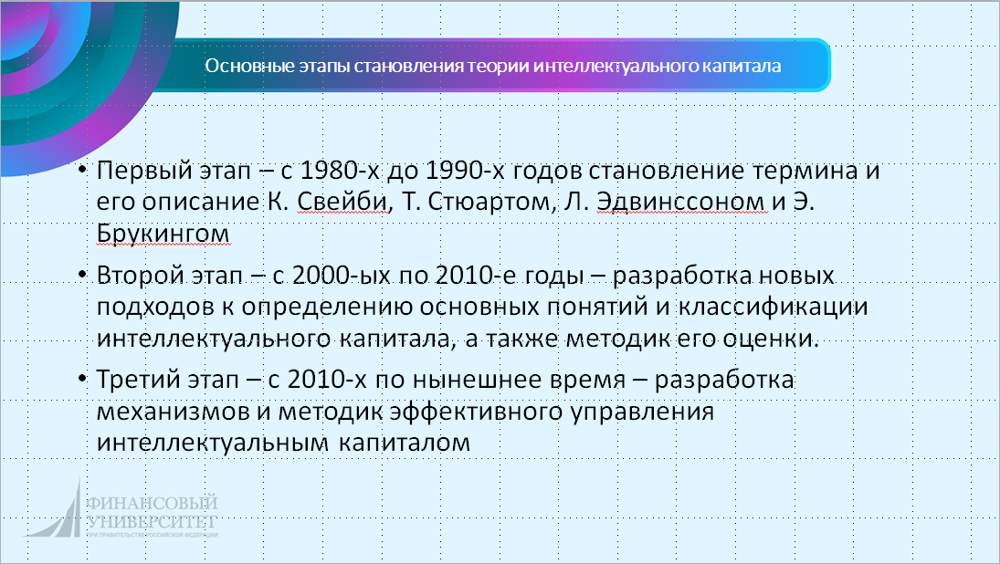 Основные этапы становления теории интеллектуального капитала
• Первый этап – с 1980-х до 1990-х годов становление термина и
его описание К. Свейби, Т. Стюартом, Л. Эдвинссоном и Э.
Брукингом
• Второй этап – с 2000-ых по 2010-е годы – разработка новых
подходов к определению основных понятий и классификации
интеллектуального капитала, а также методик его оценки.
• Третий этап – с 2010-х по нынешнее время – разработка
механизмов и методик эффективного управления
интеллектуальным капиталом
ФИНАНСОВЫЙ
УНИВЕРСИТЕТ
ПРИ ПРАВИТЕЛЬСТВЕ РОССИЙСКОЙ ФЕДЕРАЦИИ